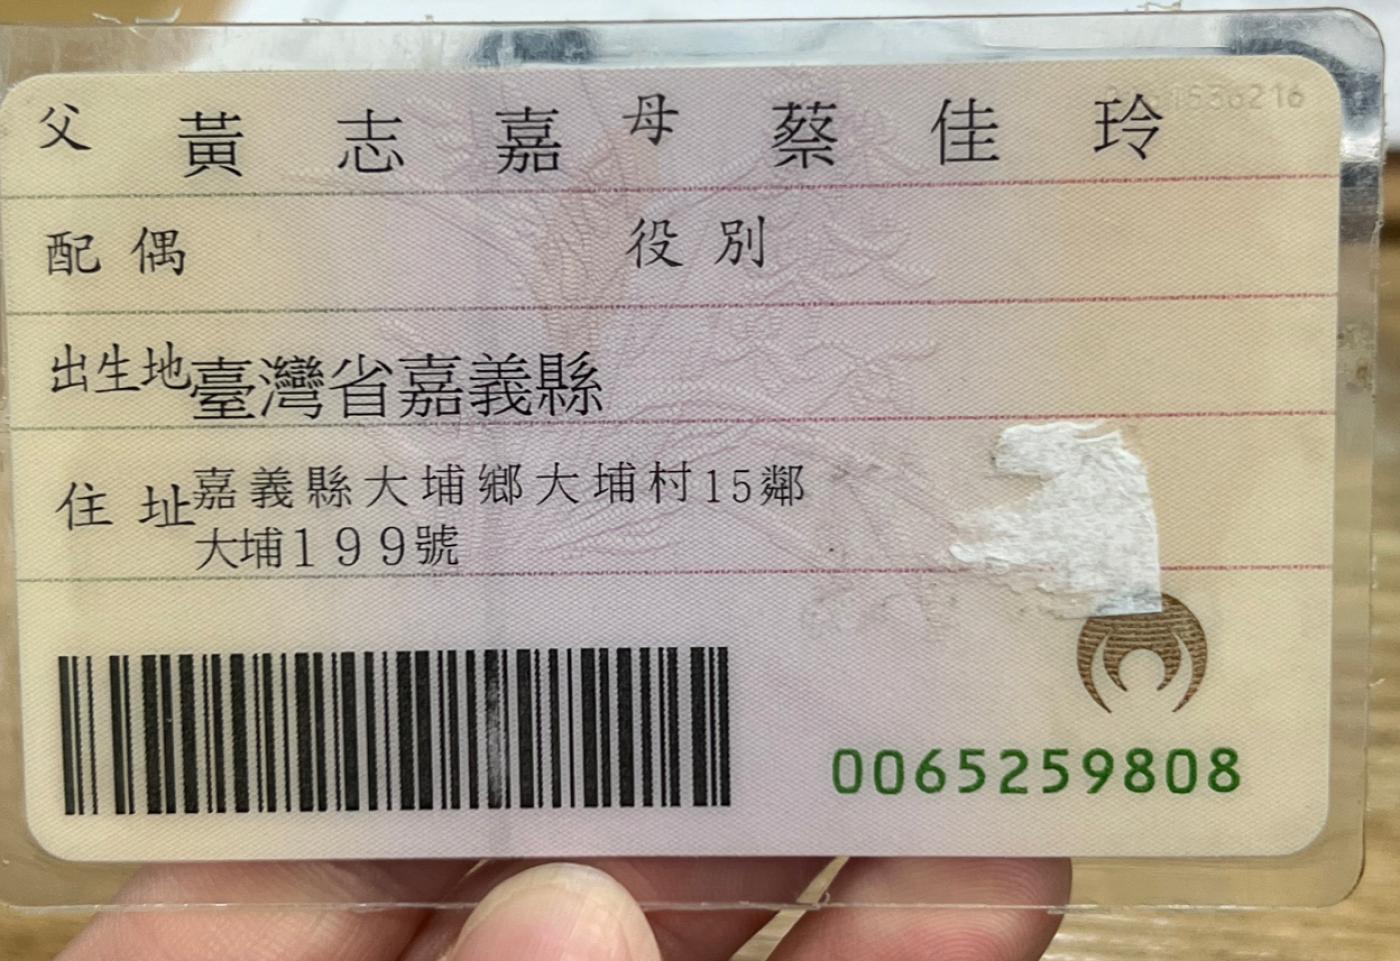 父 黃志嘉 母 蔡佳玲
配偶 役別
出生地 臺灣省嘉義縣
住址 嘉義縣大埔鄉大埔村15鄰
大埔199號
0065259808